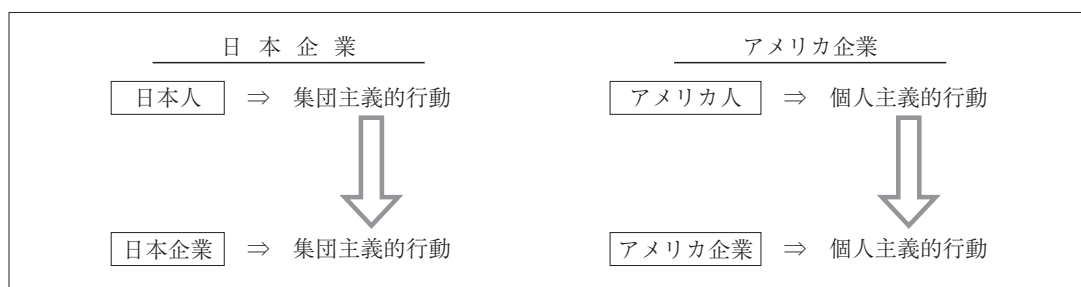 日 本 企 業
アメリカ企業
日本人 ⇒ 集団主義的行動
アメリカ人 ⇒ 個人主義的行動
日本企業 ⇒ 集団主義的行動
アメリカ企業 ⇒ 個人主義的行動